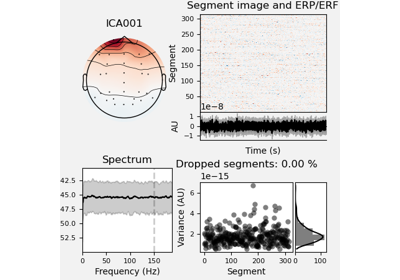 ICA001
Segment image and ERP/ERF
Segment
300
250
200
150
100
50
1e−8
AU
1
0
−1
Time (s)
Spectrum
42.5
45.0
47.5
50.0
52.5
0 50 100 150
Frequency (Hz)
Dropped segments: 0.00 %
1e−15
Variance (AU)
6
4
2
0 100 200 300
Segment
0 100